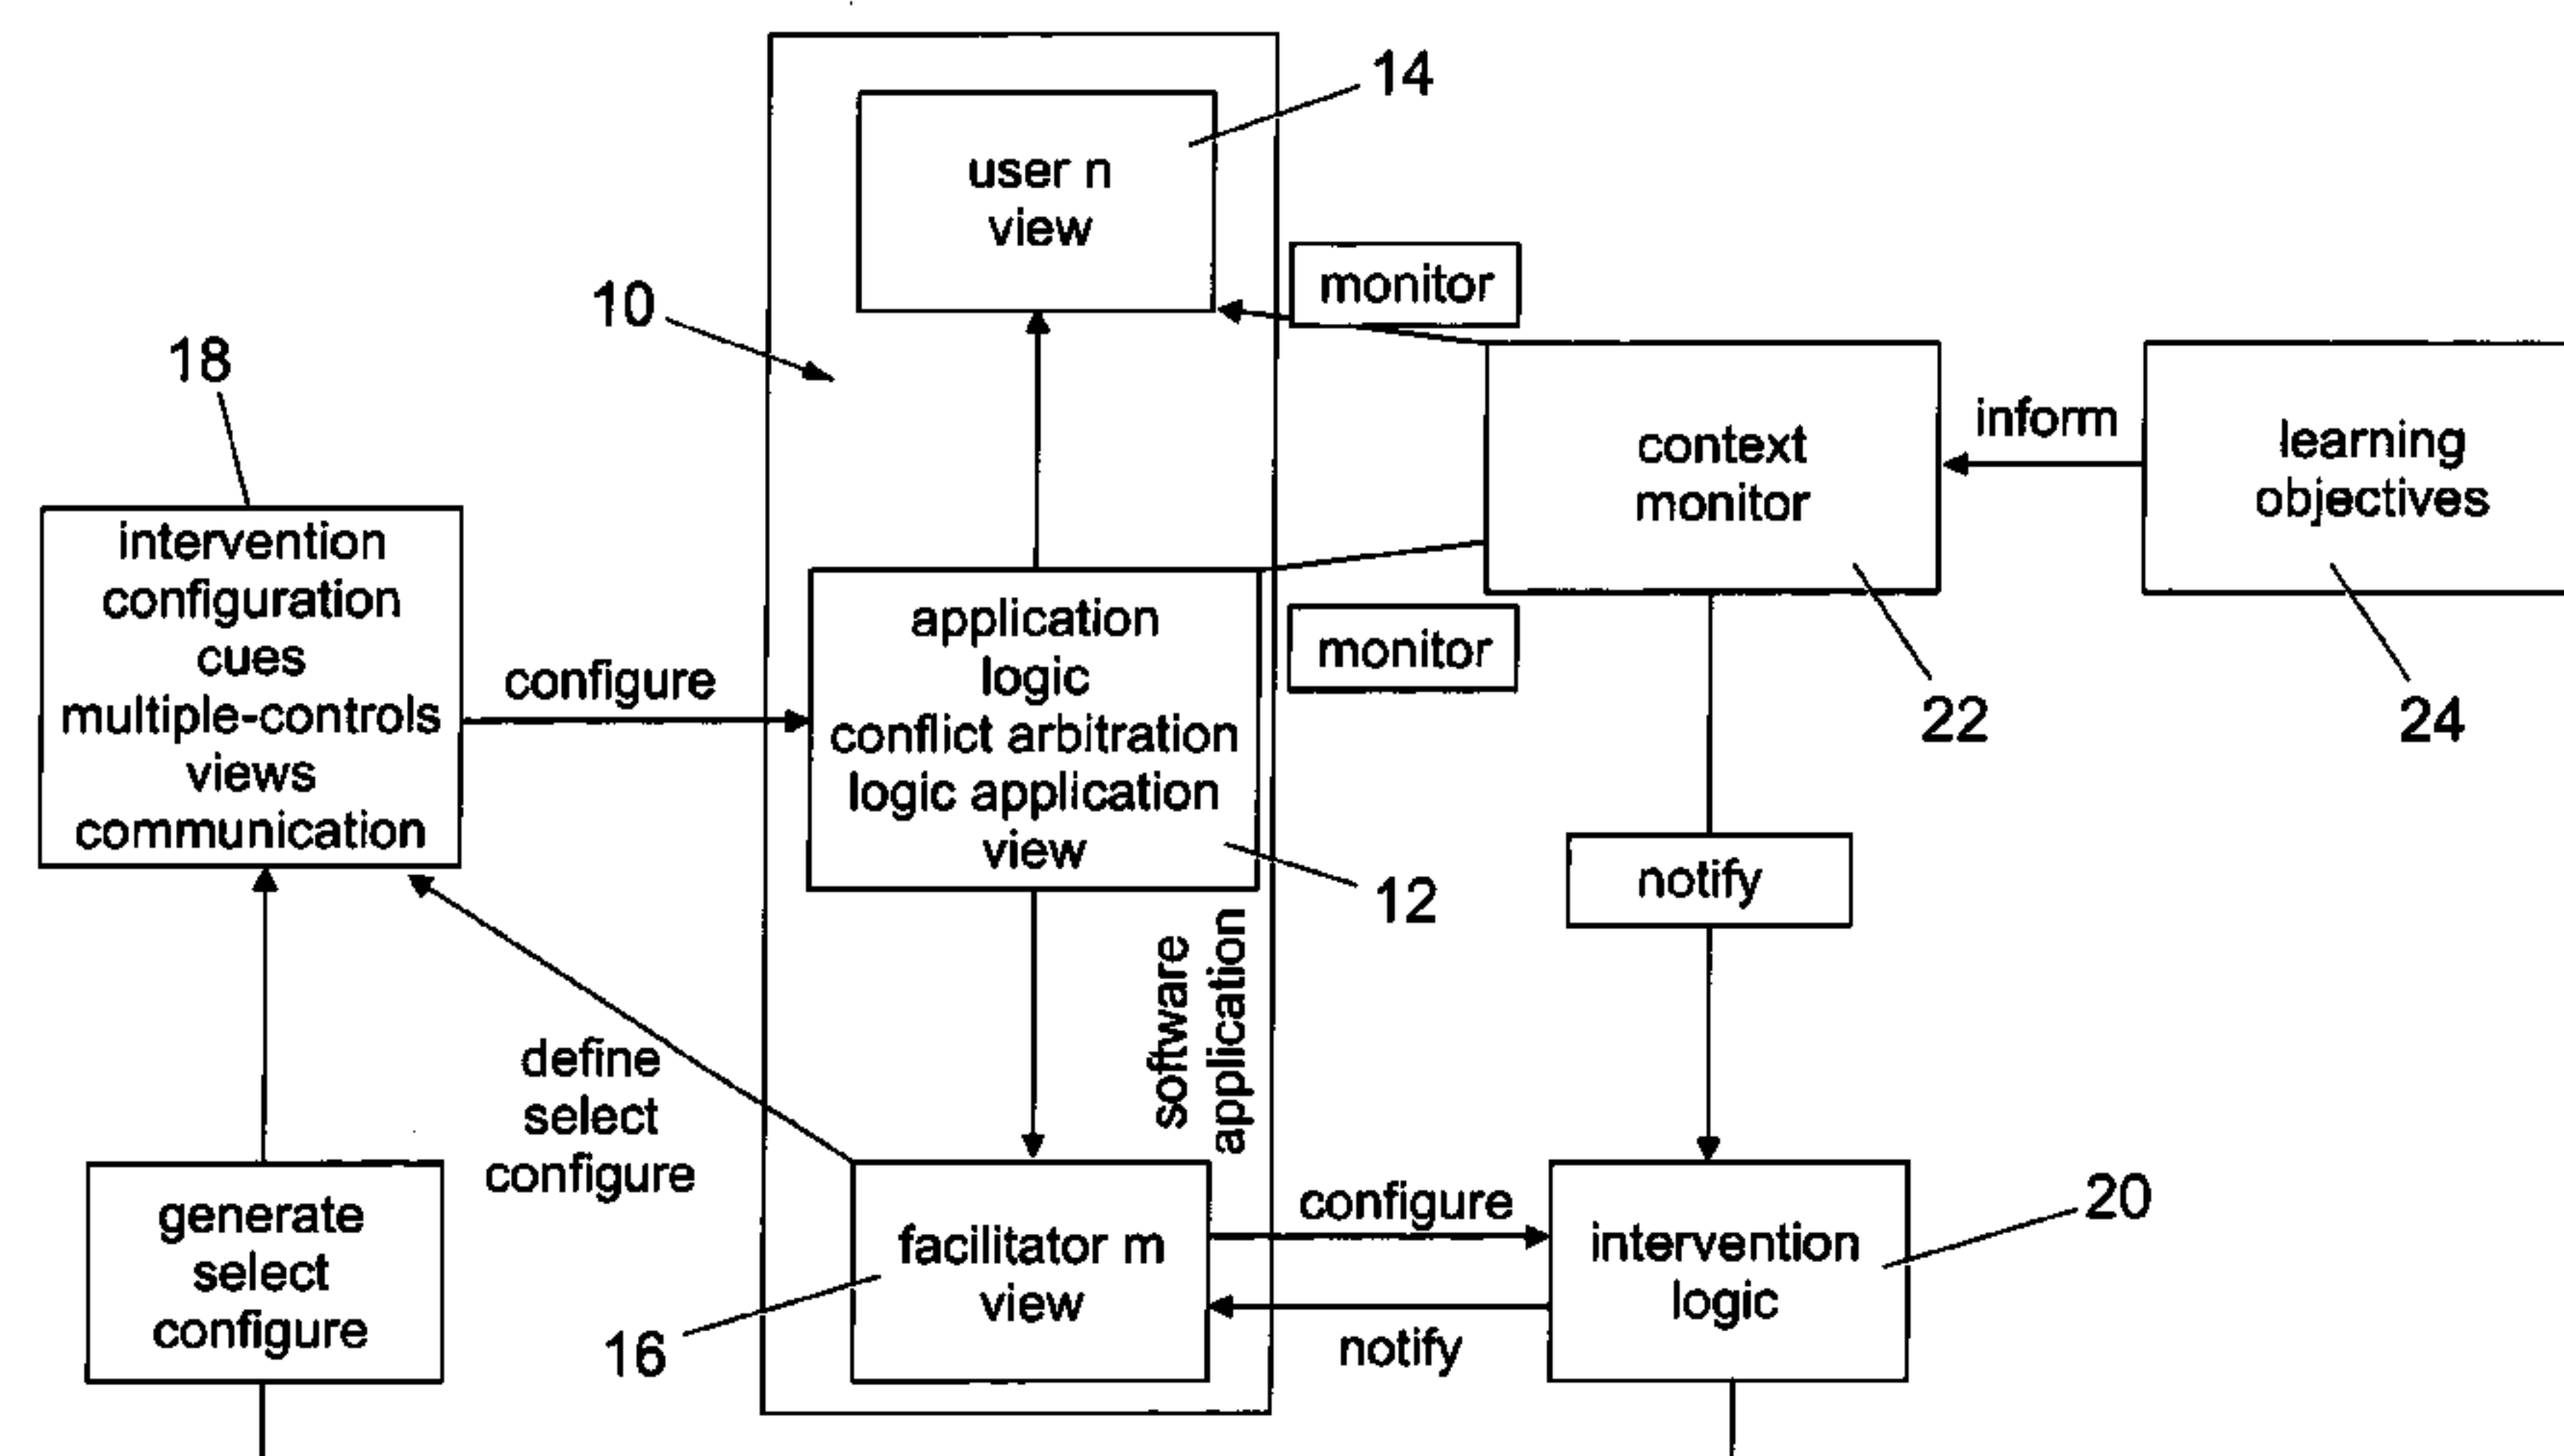 14
user n
view
monitor
10
18
inform
context
monitor
learning
objectives
intervention
configuration
cues
multiple-controls
views
communication
configure
application
logic
conflict arbitration
logic application
view
monitor
22
24
12
notify
software
application
define
select
configure
generate
select
configure
facilitator m
view
configure
notify
intervention
logic
20
16